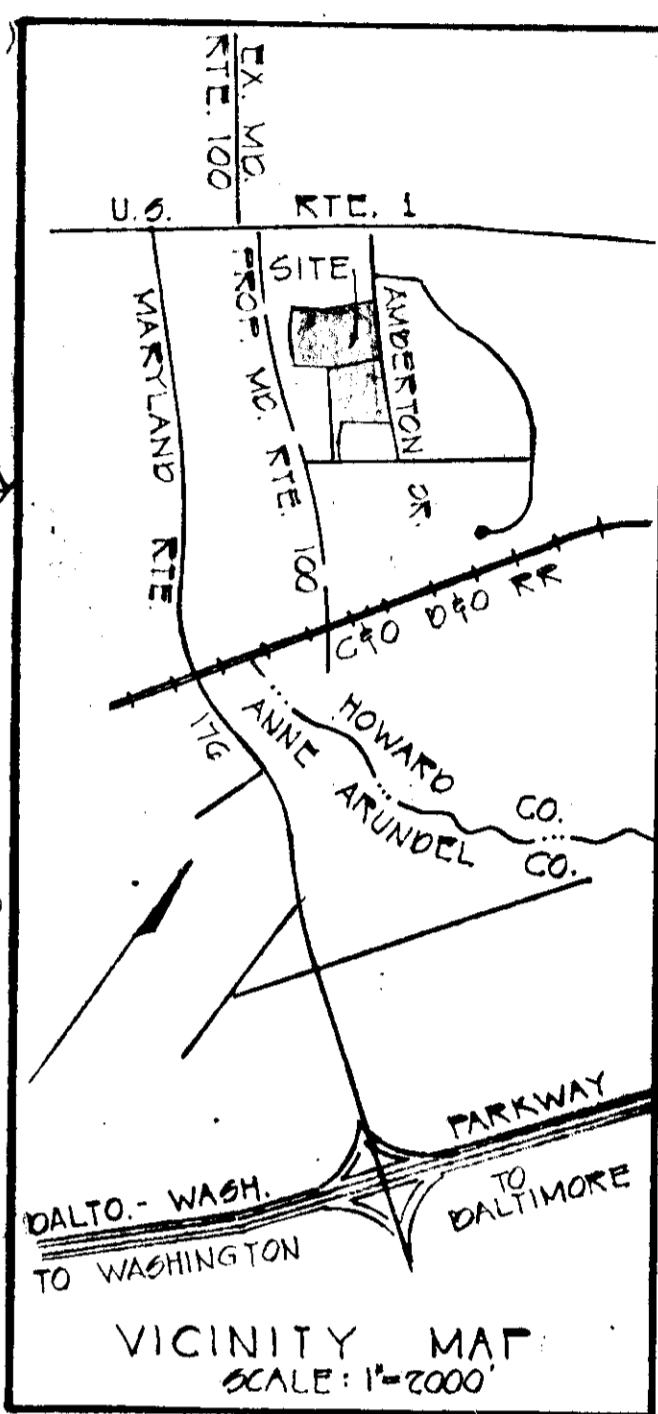 EX. MD.
RTE. 100
U.S. RTE. 1
SITE
PROP. MD. RTE. 100
MARYLAND RTE. 176
AMBERTON DR.
C&O B&O RR
HOWARD CO.
ANNE ARUNDEL CO.
PARKWAY
BALTO.- WASH.
TO
BALTIMORE
TO WASHINGTON
VICINITY MAP
SCALE: 1"=2000'